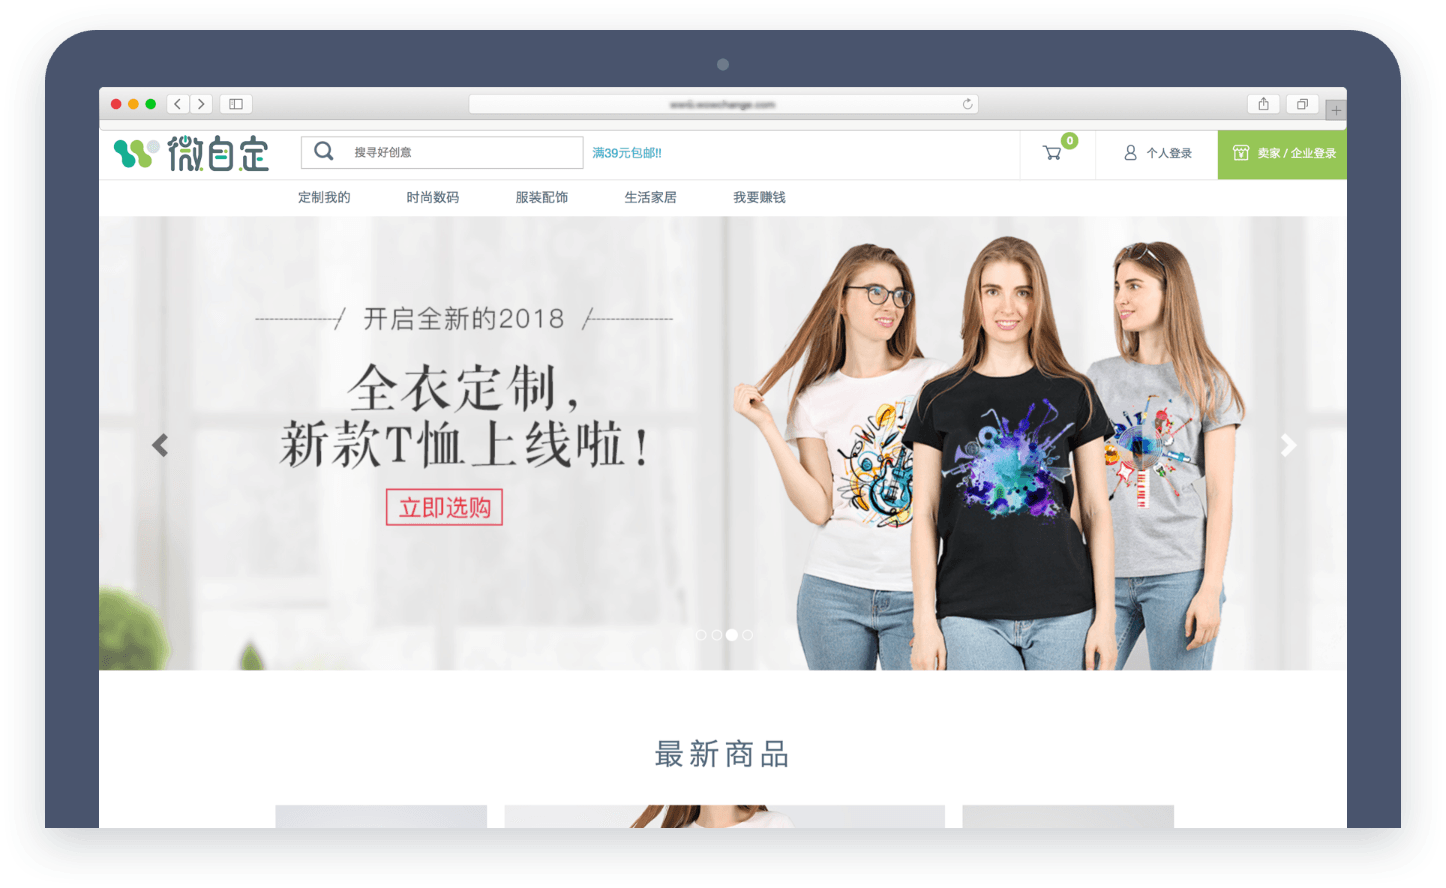 微自定
搜寻好创意
满39元包邮!!
0
个人登录
卖家 / 企业登录
定制我的
时尚数码
服装配饰
生活家居
我要赚钱
开启全新的2018
全衣定制，
新款T恤上线啦！
立即选购
最新商品